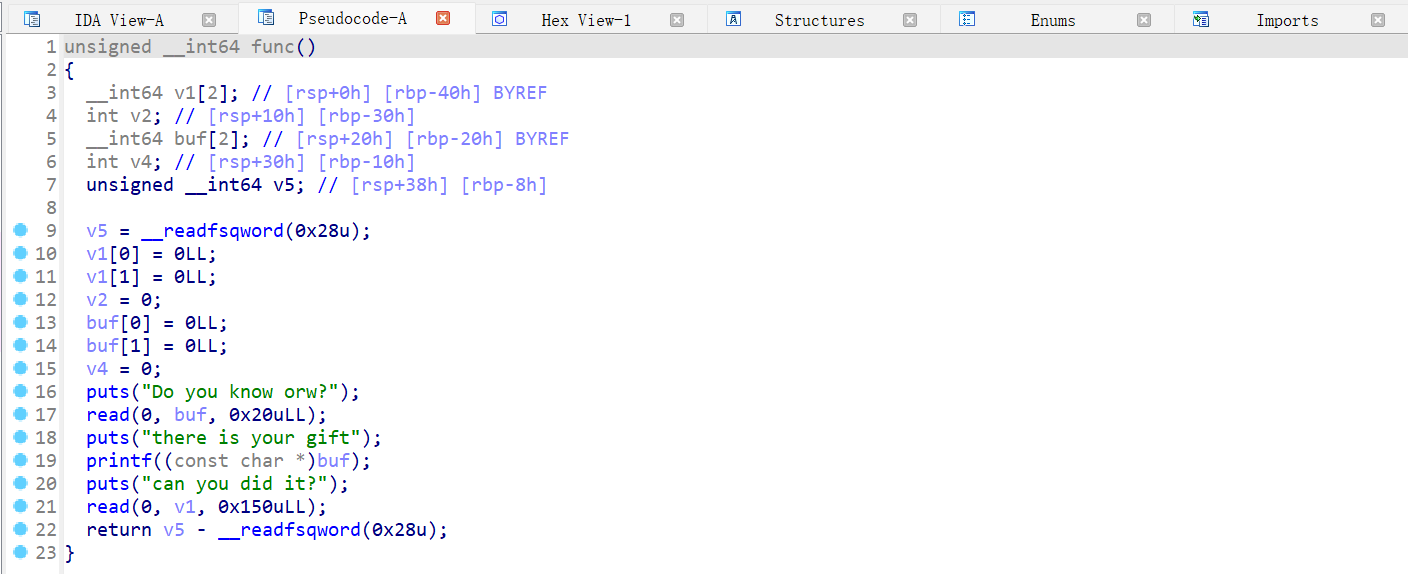 IDA View-A Pseudocode-A Hex View-1 Structures Enums Imports
1 unsigned __int64 func()
2 {
3 __int64 v1[2]; // [rsp+0h] [rbp-40h] BYREF
4 int v2; // [rsp+10h] [rbp-30h]
5 __int64 buf[2]; // [rsp+20h] [rbp-20h] BYREF
6 int v4; // [rsp+30h] [rbp-10h]
7 unsigned __int64 v5; // [rsp+38h] [rbp-8h]
8
9 v5 = __readfsqword(0x28u);
10 v1[0] = 0LL;
11 v1[1] = 0LL;
12 v2 = 0;
13 buf[0] = 0LL;
14 buf[1] = 0LL;
15 v4 = 0;
16 puts("Do you know orw?");
17 read(0, buf, 0x20uLL);
18 puts("there is your gift");
19 printf((const char *)buf);
20 puts("can you did it?");
21 read(0, v1, 0x150uLL);
22 return v5 - __readfsqword(0x28u);
23 }